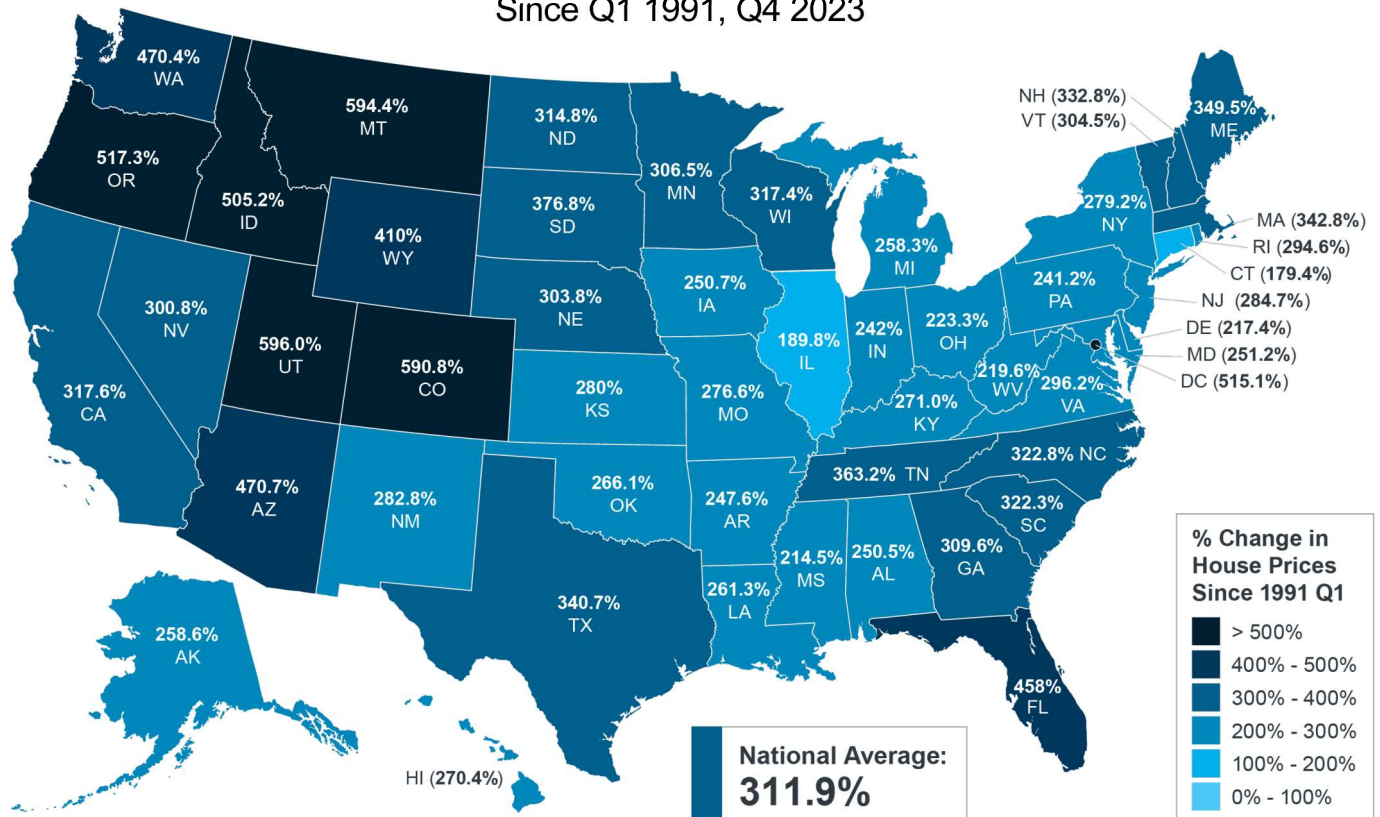 Since Q1 1991, Q4 2023
470.4%
WA
594.4%
MT
314.8%
ND
306.5%
MN
317.4%
WI
NH (332.8%)
VT (304.5%)
349.5%
ME
517.3%
OR
505.2%
ID
410%
WY
376.8%
SD
258.3%
MI
279.2%
NY
MA (342.8%)
RI (294.6%)
CT (179.4%)
NJ (284.7%)
DE (217.4%)
MD (251.2%)
DC (515.1%)
300.8%
NV
596.0%
UT
590.8%
CO
303.8%
NE
250.7%
IA
189.8%
IL
242%
IN
223.3%
OH
241.2%
PA
317.6%
CA
280%
KS
276.6%
MO
271.0%
KY
219.6%
WV
296.2%
VA
470.7%
AZ
282.8%
NM
266.1%
OK
247.6%
AR
363.2% TN
322.8% NC
322.3%
SC
340.7%
TX
261.3%
LA
214.5%
MS
250.5%
AL
309.6%
GA
458%
FL
258.6%
AK
HI (270.4%)
National Average:
311.9%
% Change in
House Prices
Since 1991 Q1
> 500%
400% - 500%
300% - 400%
200% - 300%
100% - 200%
0% - 100%